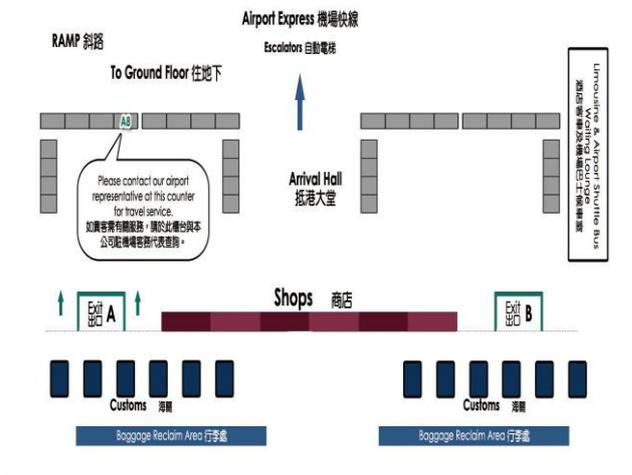 Airport Express 機場快線
RAMP 斜路
Escalators 自動電梯
To Ground Floor 往地下
Limousine & Airport Shuttle Bus
Waiting Lounge
酒店客車及機場巴士候車室
A8
Please contact our airport
representative at this counter
for travel service.
如貴客需有關服務，請於此櫃台與本
公司駐機場客務代表查詢。
Arrival Hall
抵港大堂
Shops 商店
Exit A
出口
Exit B
出口
Customs 海關
Customs 海關
Baggage Reclaim Area 行李處
Baggage Reclaim Area 行李處